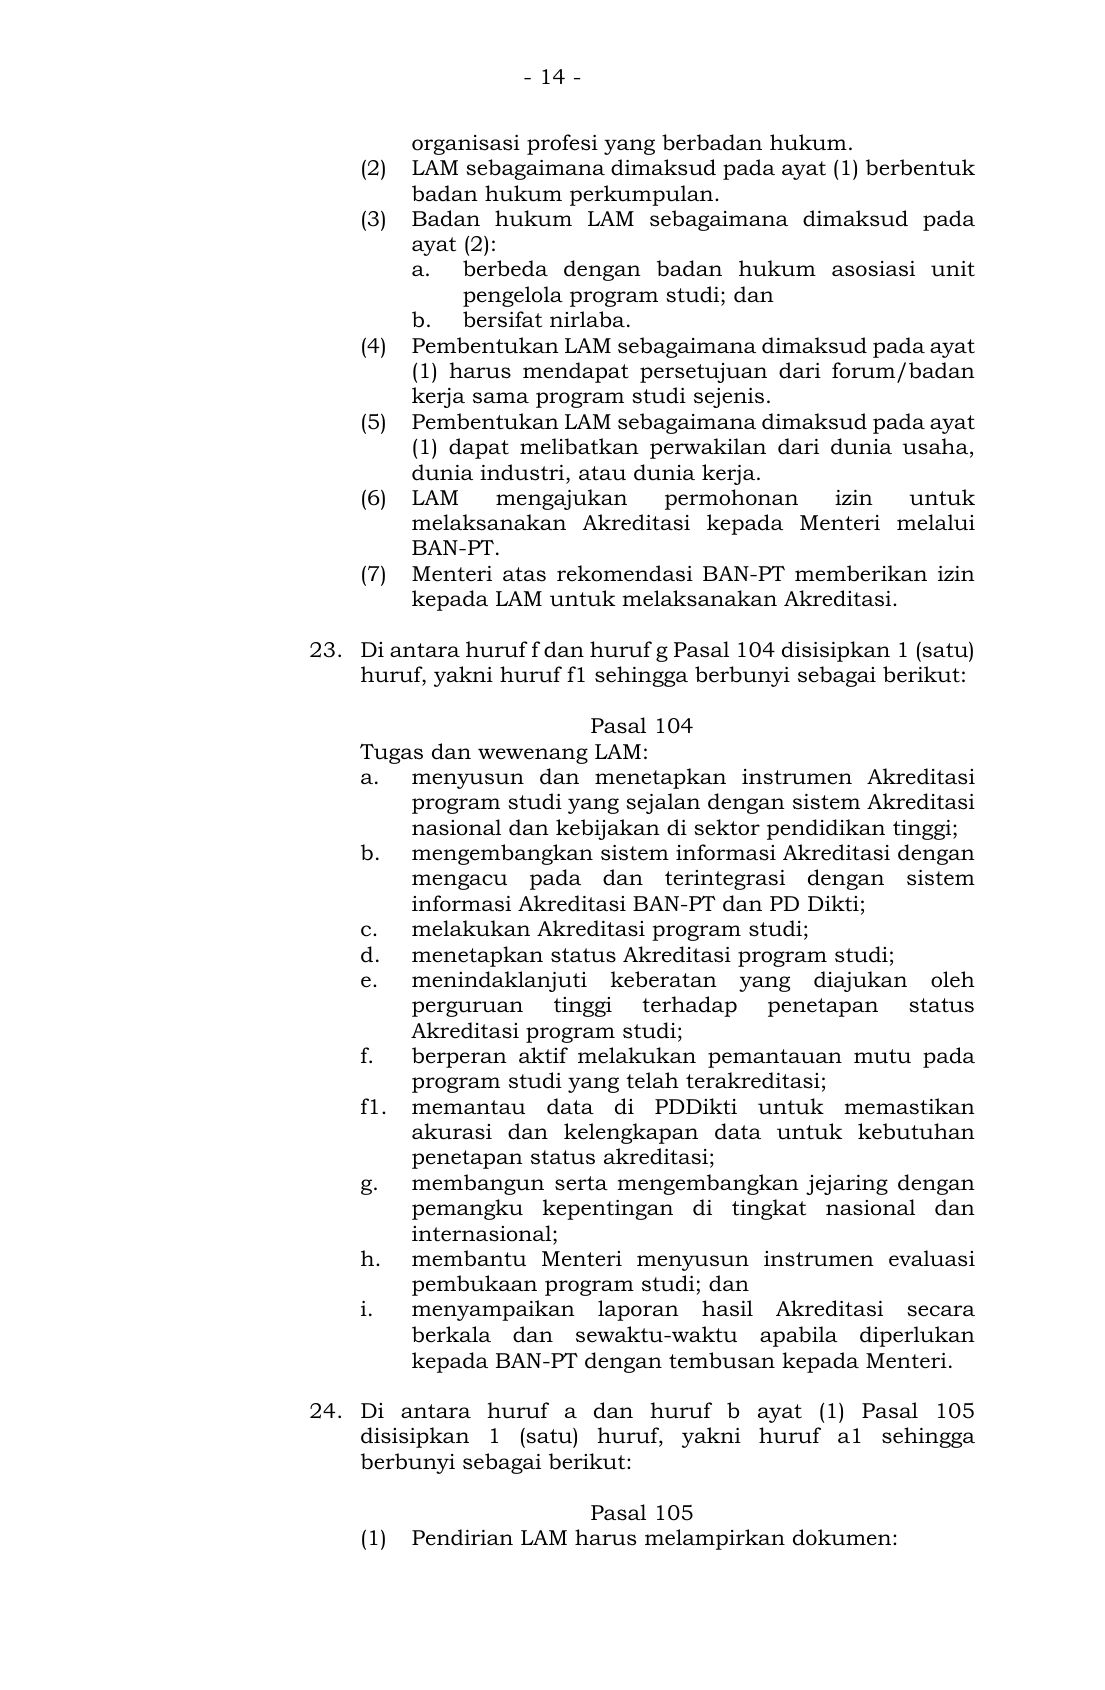 - 14 -
organisasi profesi yang berbadan hukum.
(2) LAM sebagaimana dimaksud pada ayat (1) berbentuk
badan hukum perkumpulan.
(3) Badan hukum LAM sebagaimana dimaksud pada
ayat (2):
a. berbeda dengan badan hukum asosiasi unit
pengelola program studi; dan
b. bersifat nirlaba.
(4) Pembentukan LAM sebagaimana dimaksud pada ayat
(1) harus mendapat persetujuan dari forum/badan
kerja sama program studi sejenis.
(5) Pembentukan LAM sebagaimana dimaksud pada ayat
(1) dapat melibatkan perwakilan dari dunia usaha,
dunia industri, atau dunia kerja.
(6) LAM mengajukan permohonan izin untuk
melaksanakan Akreditasi kepada Menteri melalui
BAN-PT.
(7) Menteri atas rekomendasi BAN-PT memberikan izin
kepada LAM untuk melaksanakan Akreditasi.
23. Di antara huruf f dan huruf g Pasal 104 disisipkan 1 (satu)
huruf, yakni huruf f1 sehingga berbunyi sebagai berikut:
Pasal 104
Tugas dan wewenang LAM:
a. menyusun dan menetapkan instrumen Akreditasi
program studi yang sejalan dengan sistem Akreditasi
nasional dan kebijakan di sektor pendidikan tinggi;
b. mengembangkan sistem informasi Akreditasi dengan
mengacu pada dan terintegrasi dengan sistem
informasi Akreditasi BAN-PT dan PD Dikti;
c. melakukan Akreditasi program studi;
d. menetapkan status Akreditasi program studi;
e. menindaklanjuti keberatan yang diajukan oleh
perguruan tinggi terhadap penetapan status
Akreditasi program studi;
f. berperan aktif melakukan pemantauan mutu pada
program studi yang telah terakreditasi;
f1. memantau data di PDDikti untuk memastikan
akurasi dan kelengkapan data untuk kebutuhan
penetapan status akreditasi;
g. membangun serta mengembangkan jejaring dengan
pemangku kepentingan di tingkat nasional dan
internasional;
h. membantu Menteri menyusun instrumen evaluasi
pembukaan program studi; dan
i. menyampaikan laporan hasil Akreditasi secara
berkala dan sewaktu-waktu apabila diperlukan
kepada BAN-PT dengan tembusan kepada Menteri.
24. Di antara huruf a dan huruf b ayat (1) Pasal 105
disisipkan 1 (satu) huruf, yakni huruf a1 sehingga
berbunyi sebagai berikut:
Pasal 105
(1) Pendirian LAM harus melampirkan dokumen: